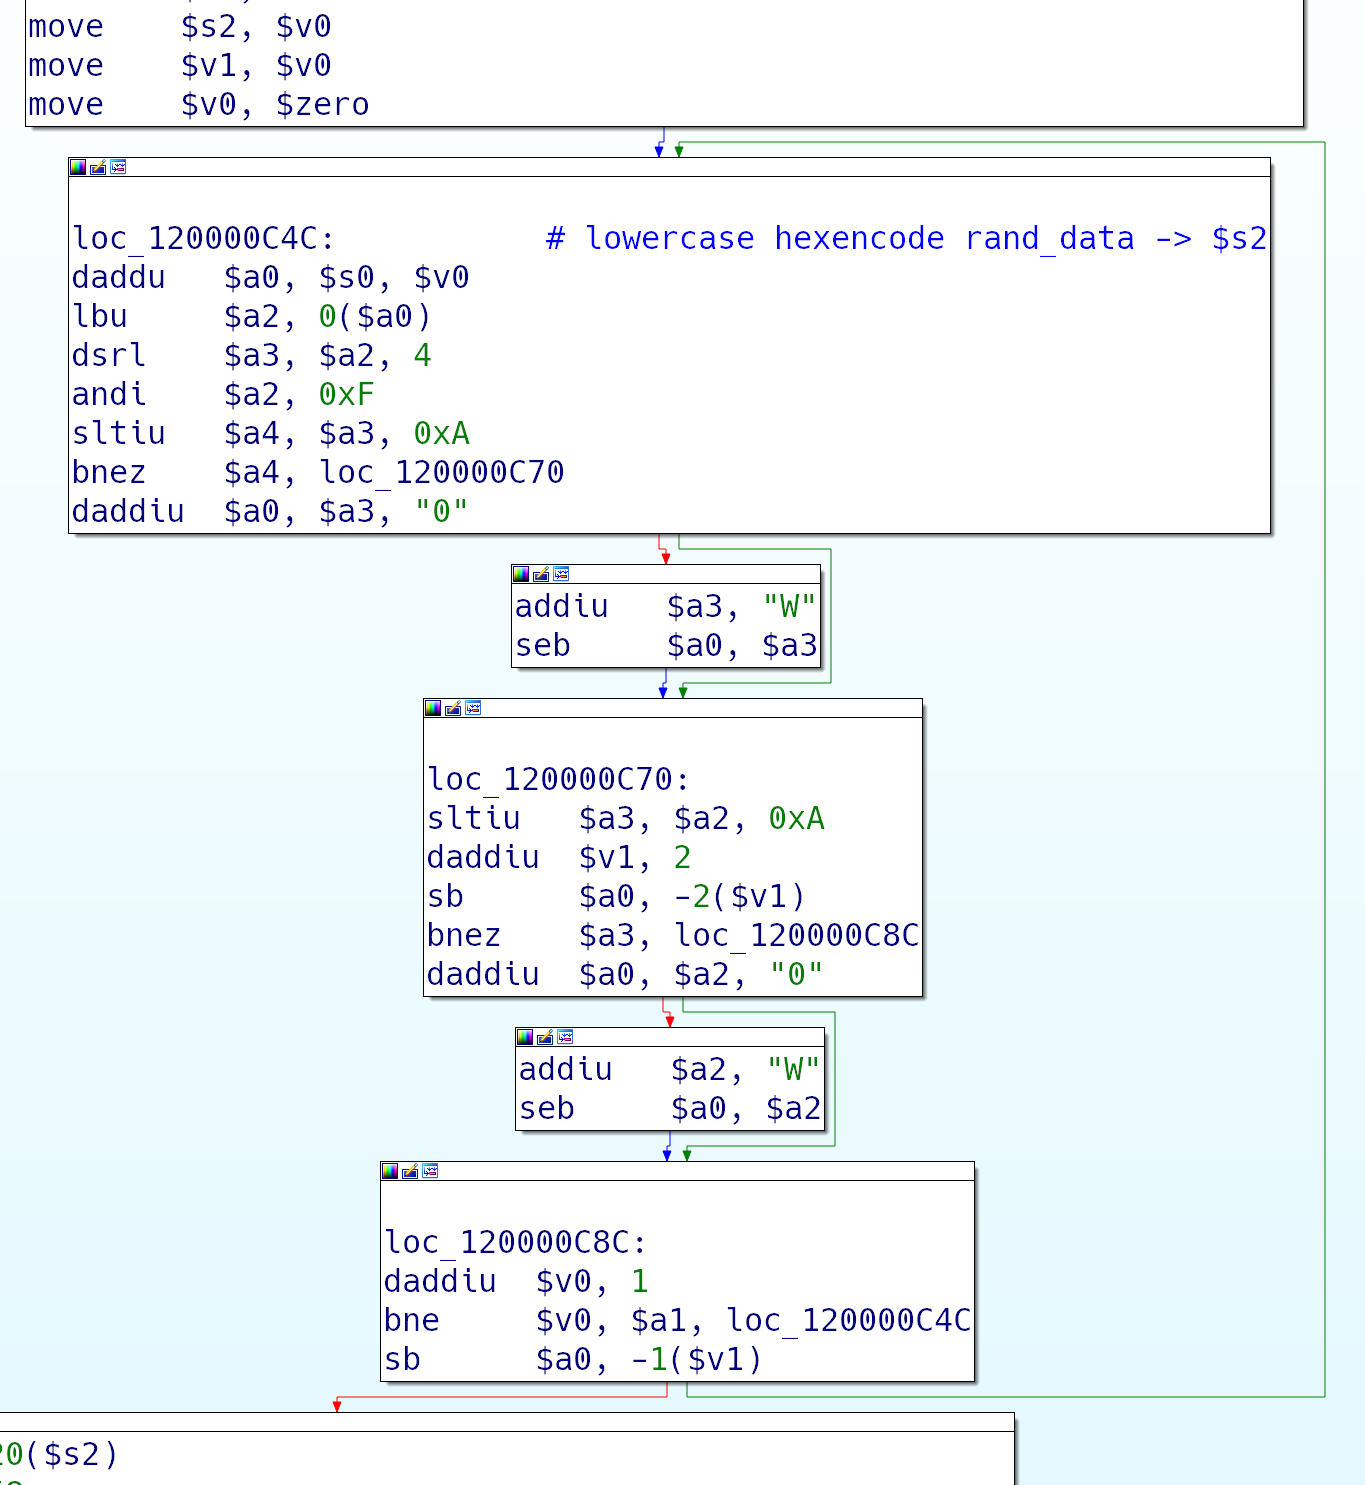 move    $s2, $v0
move    $v1, $v0
move    $v0, $zero
loc_120000C4C:           # lowercase hexencode rand_data -> $s2
daddu   $a0, $s0, $v0
lbu     $a2, 0($a0)
dsrl    $a3, $a2, 4
andi    $a2, 0xF
sltiu   $a4, $a3, 0xA
bnez    $a4, loc_120000C70
daddiu  $a0, $a3, "0"
addiu   $a3, "W"
seb     $a0, $a3
loc_120000C70:
sltiu   $a3, $a2, 0xA
daddiu  $v1, 2
sb      $a0, -2($v1)
bnez    $a3, loc_120000C8C
daddiu  $a0, $a2, "0"
addiu   $a2, "W"
seb     $a0, $a2
loc_120000C8C:
daddiu  $v0, 1
bne     $v0, $a1, loc_120000C4C
sb      $a0, -1($v1)
20($s2)